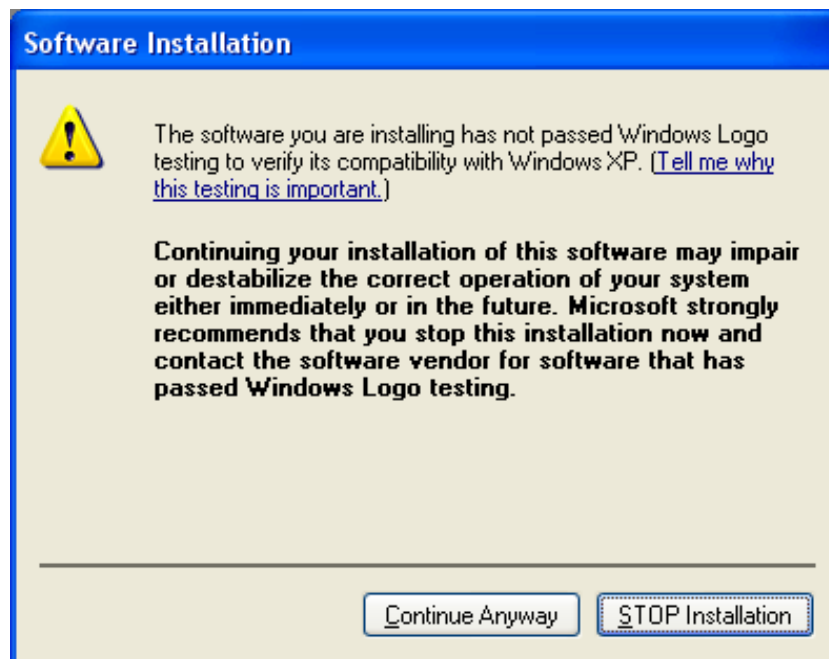 Software Installation
The software you are installing has not passed Windows Logo
testing to verify its compatibility with Windows XP. (Tell me why
this testing is important.)
Continuing your installation of this software may impair
or destabilize the correct operation of your system
either immediately or in the future. Microsoft strongly
recommends that you stop this installation now and
contact the software vendor for software that has
passed Windows Logo testing.
Continue Anyway
STOP Installation